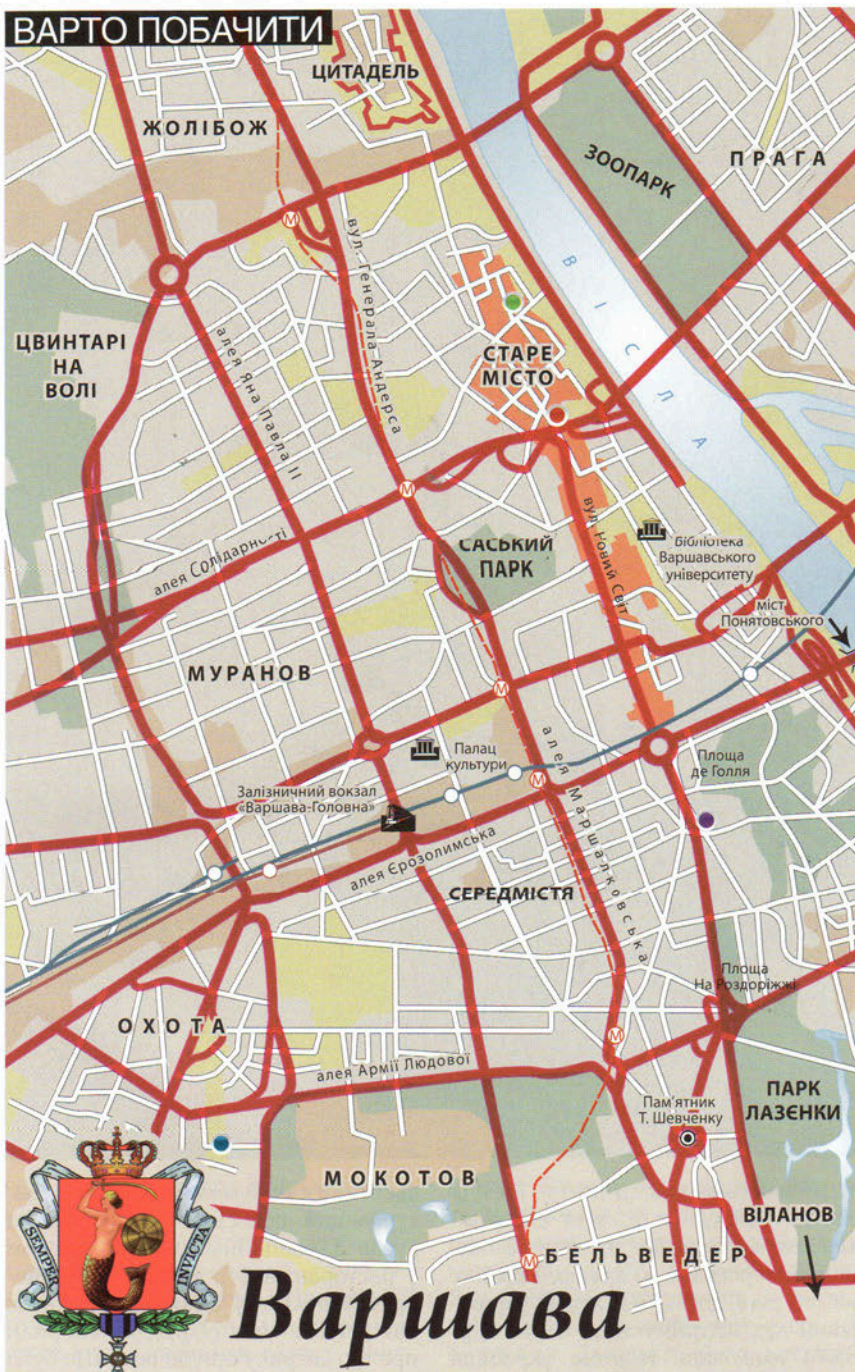 ВАРТО ПОБАЧИТИ
ЦИТАДЕЛЬ
ЖОЛІБОЖ
ЗООПАРК
ПРАГА
М
вул. Генерала Андерса
ВІСЛА
ЦВИНТАРІ
НА
ВОЛІ
алея Яна Павла ІІ
СТАРЕ
МІСТО
М
алея Солідарності
САСЬКИЙ
ПАРК
вул. Новий Світ
Бібліотека
Варшавського
університету
міст
Понятовського
МУРАНОВ
М
Палац
культури
Площа
де Голля
Залізничний вокзал
«Варшава-Головна»
М
алея Маршалковська
алея Єрозолимська
СЕРЕДМІСТЯ
Площа
На Роздоріжжі
ОХОТА
М
алея Армії Людової
Пам'ятник
Т. Шевченку
ПАРК
ЛАЗЄНКИ
МОКОТОВ
ВІЛАНОВ
М
БЕЛЬВЕДЕР
SEMPER
INVICTA
Варшава